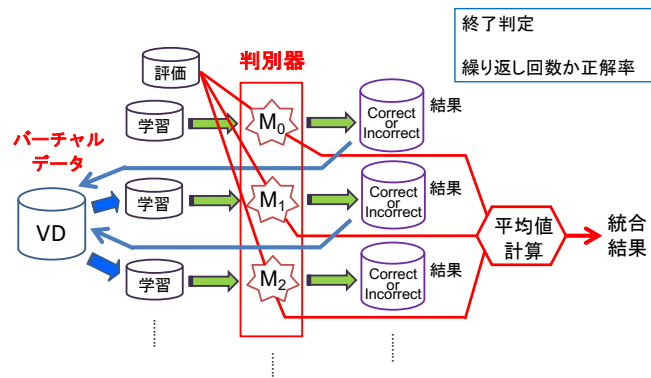 終了判定
繰り返し回数か正解率
評価
判別器
学習
M0
Correct
or
Incorrect
結果
バーチャル
データ
VD
学習
M1
Correct
or
Incorrect
結果
平均値
計算
統合
結果
学習
M2
Correct
or
Incorrect
結果
……
……
……